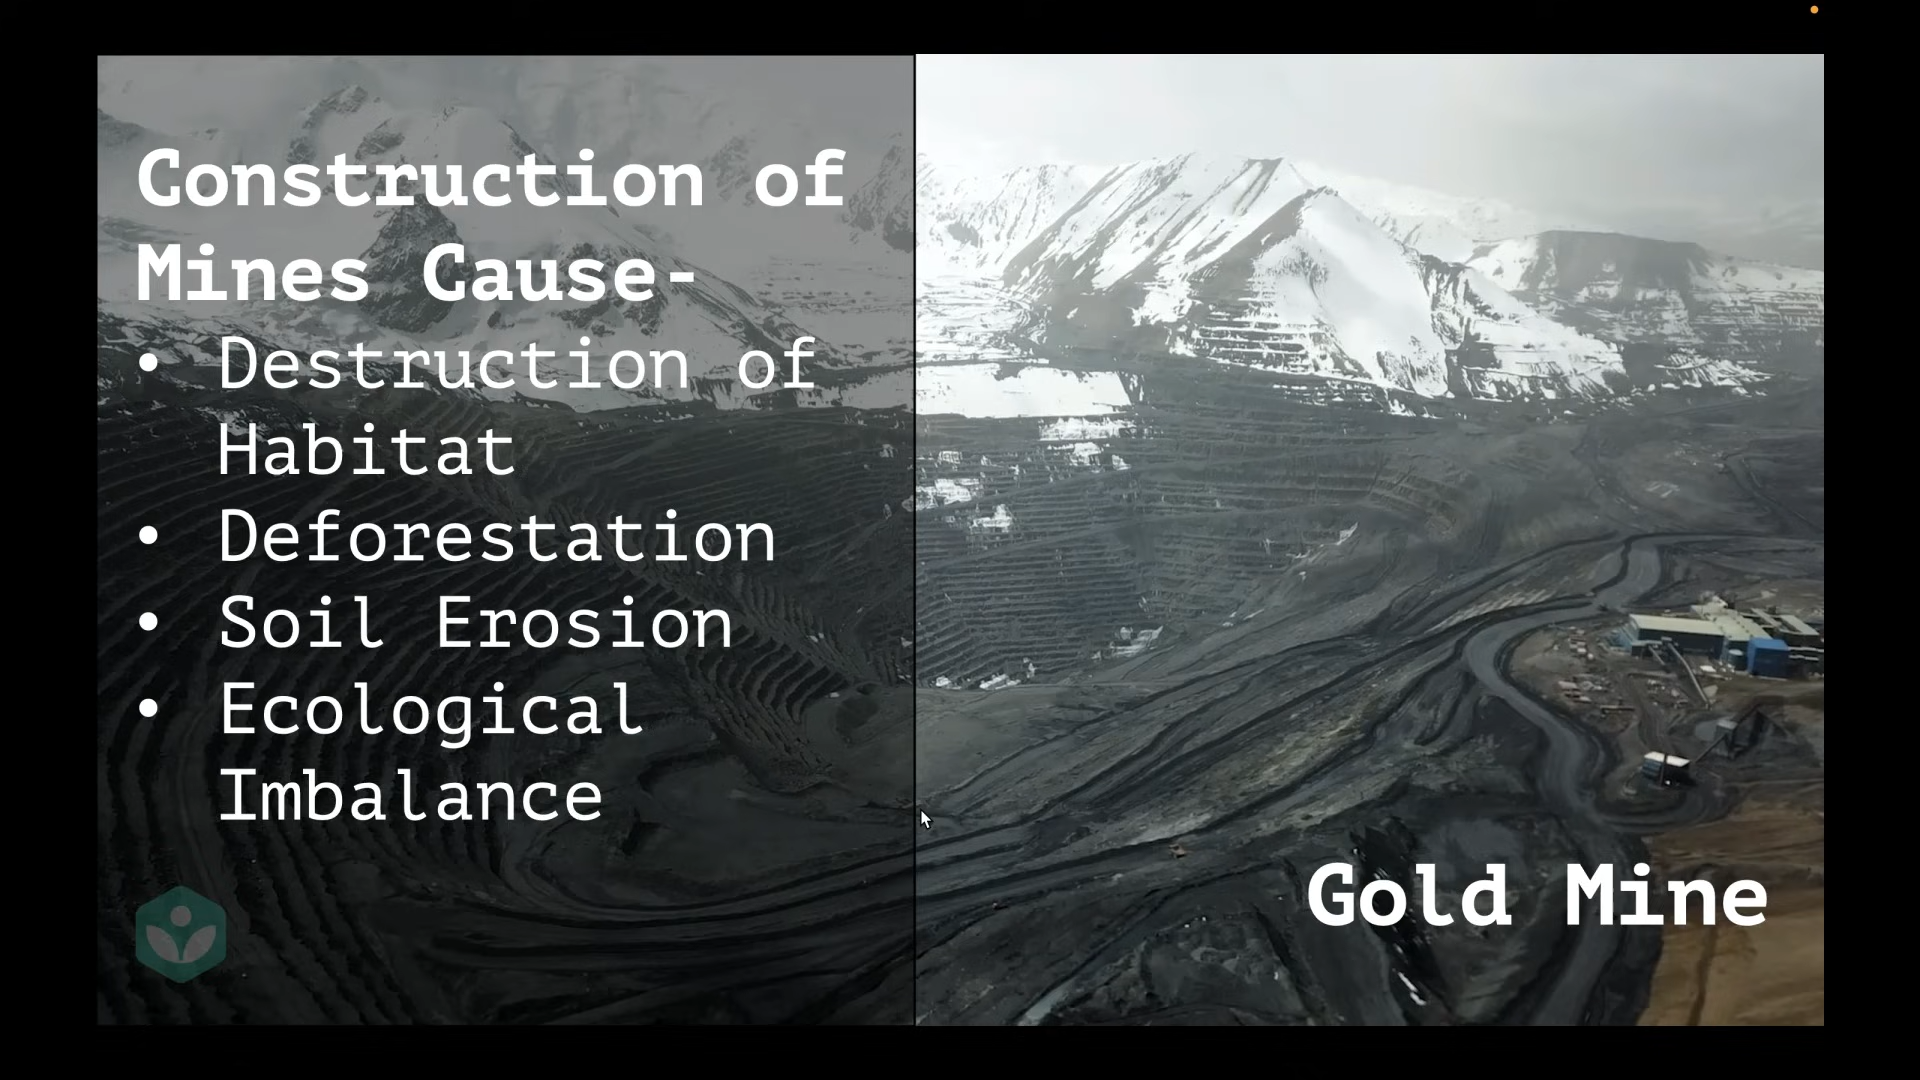 Construction of
Mines Cause-
• Destruction of
Habitat
• Deforestation
• Soil Erosion
• Ecological
Imbalance
Gold Mine